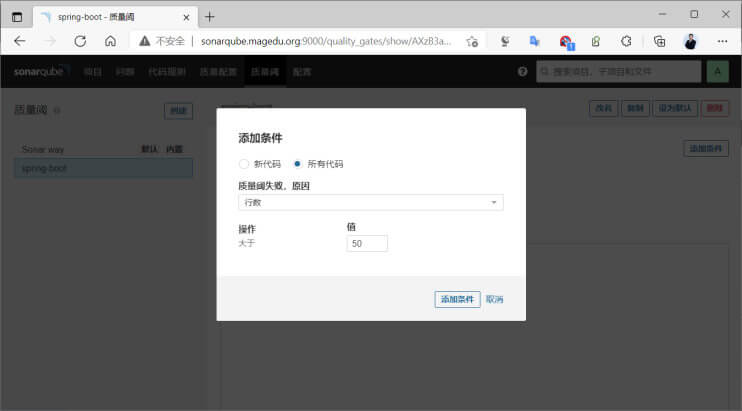 spring-boot - 质量阈
不安全 | sonarqube.magedu.org:9000/quality_gates/show/AXzB3a...
1
sonarqube 项目 问题 代码规则 质量配置 质量阈 配置
搜索项目、子项目和文件
A
质量阈
创建
改名 复制 设为默认 删除
Sonar way 默认 内置
添加条件
spring-boot
添加条件
新代码 所有代码
质量阈失败，原因
行数
操作 值
大于 50
添加条件 取消